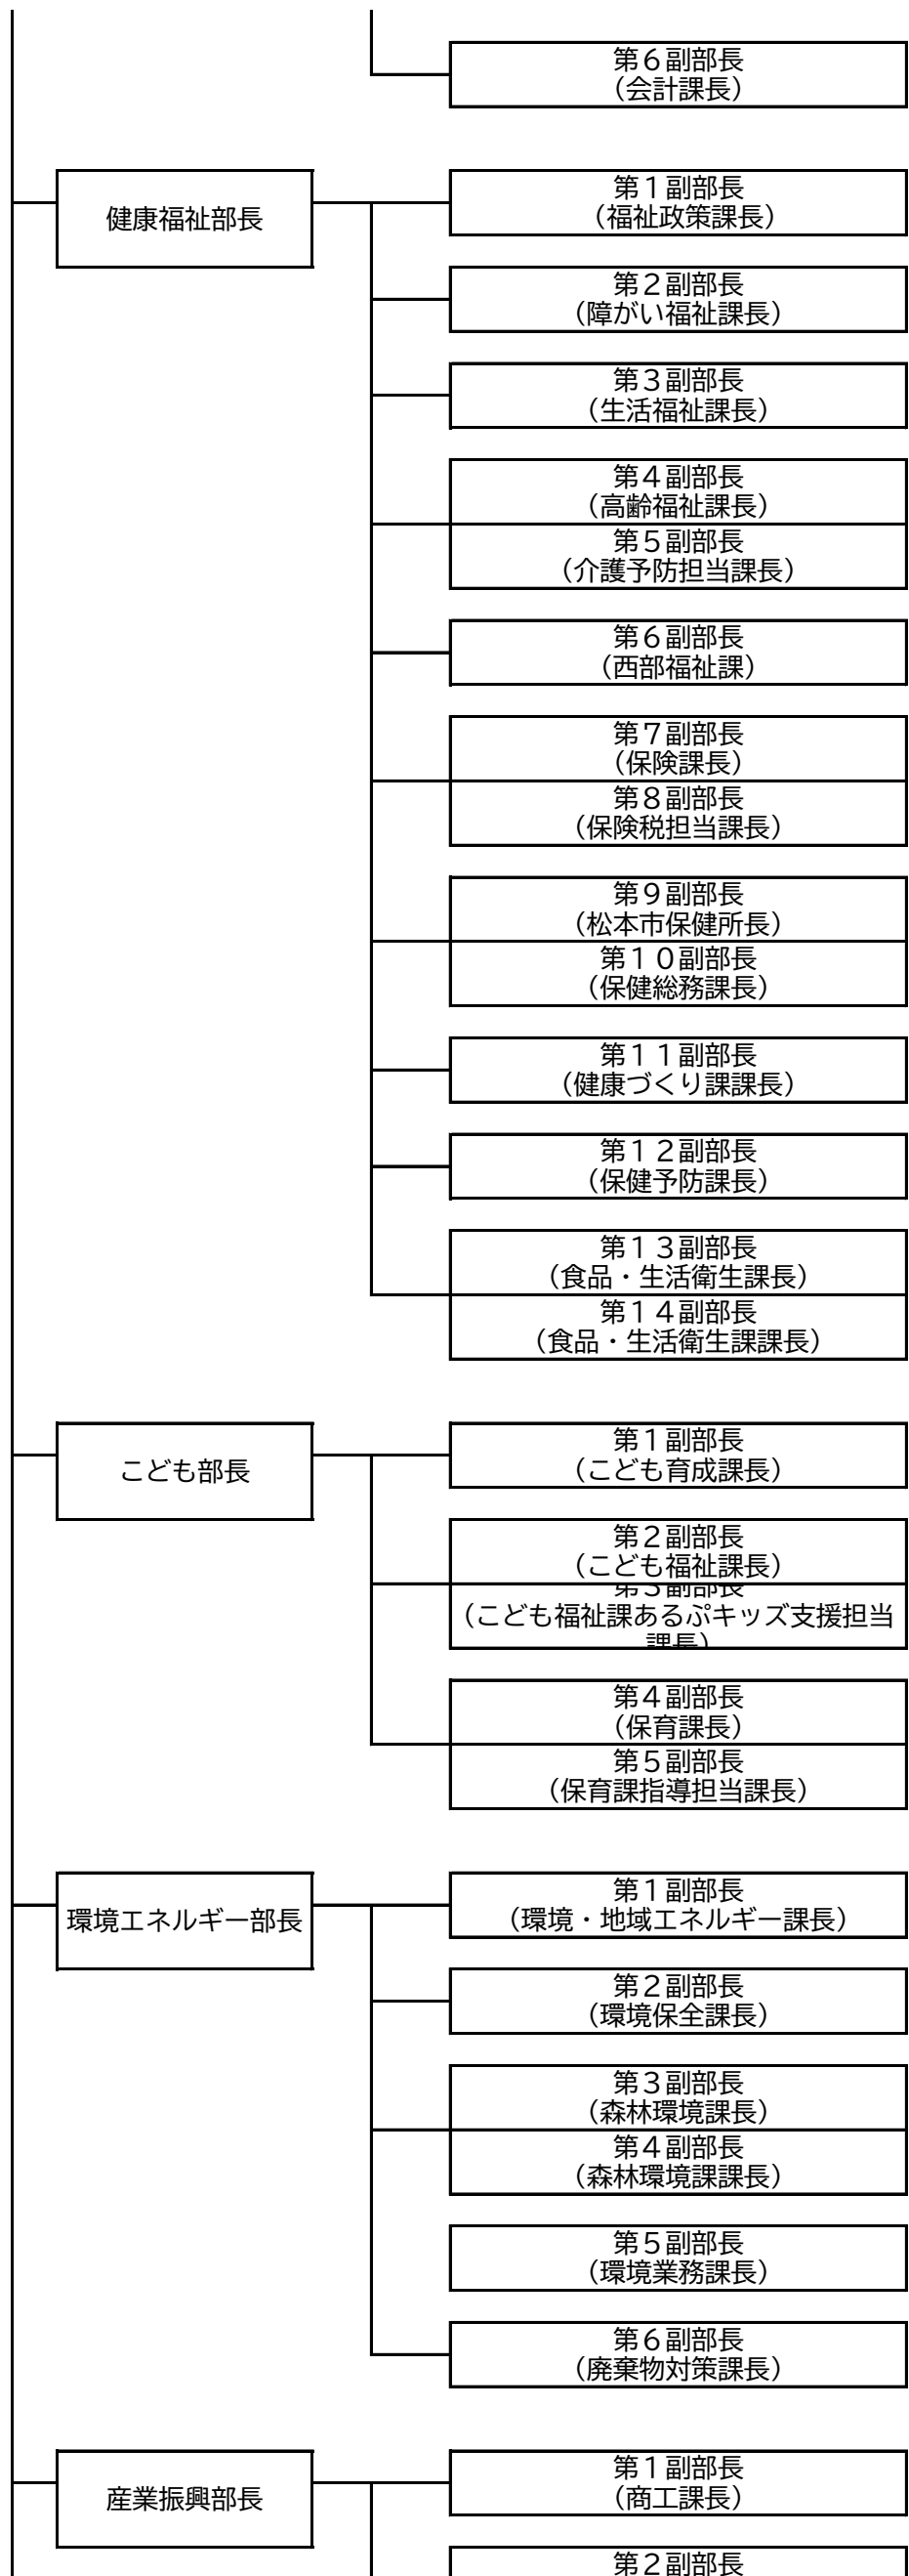 第６副部長
（会計課長）
健康福祉部長
第１副部長
（福祉政策課長）
第２副部長
（障がい福祉課長）
第３副部長
（生活福祉課長）
第４副部長
（高齢福祉課長）
第５副部長
（介護予防担当課長）
第６副部長
（西部福祉課）
第７副部長
（保険課長）
第８副部長
（保険税担当課長）
第９副部長
（松本市保健所長）
第１０副部長
（保健総務課長）
第１１副部長
（健康づくり課課長）
第１２副部長
（保健予防課長）
第１３副部長
（食品・生活衛生課長）
第１４副部長
（食品・生活衛生課課長）
こども部長
第１副部長
（こども育成課長）
第２副部長
（こども福祉課長）
第３副部長
（こども福祉課あるぷキッズ支援担当
課長）
第４副部長
（保育課長）
第５副部長
（保育課指導担当課長）
環境エネルギー部長
第１副部長
（環境・地域エネルギー課長）
第２副部長
（環境保全課長）
第３副部長
（森林環境課長）
第４副部長
（森林環境課課長）
第５副部長
（環境業務課長）
第６副部長
（廃棄物対策課長）
産業振興部長
第１副部長
（商工課長）
第２副部長